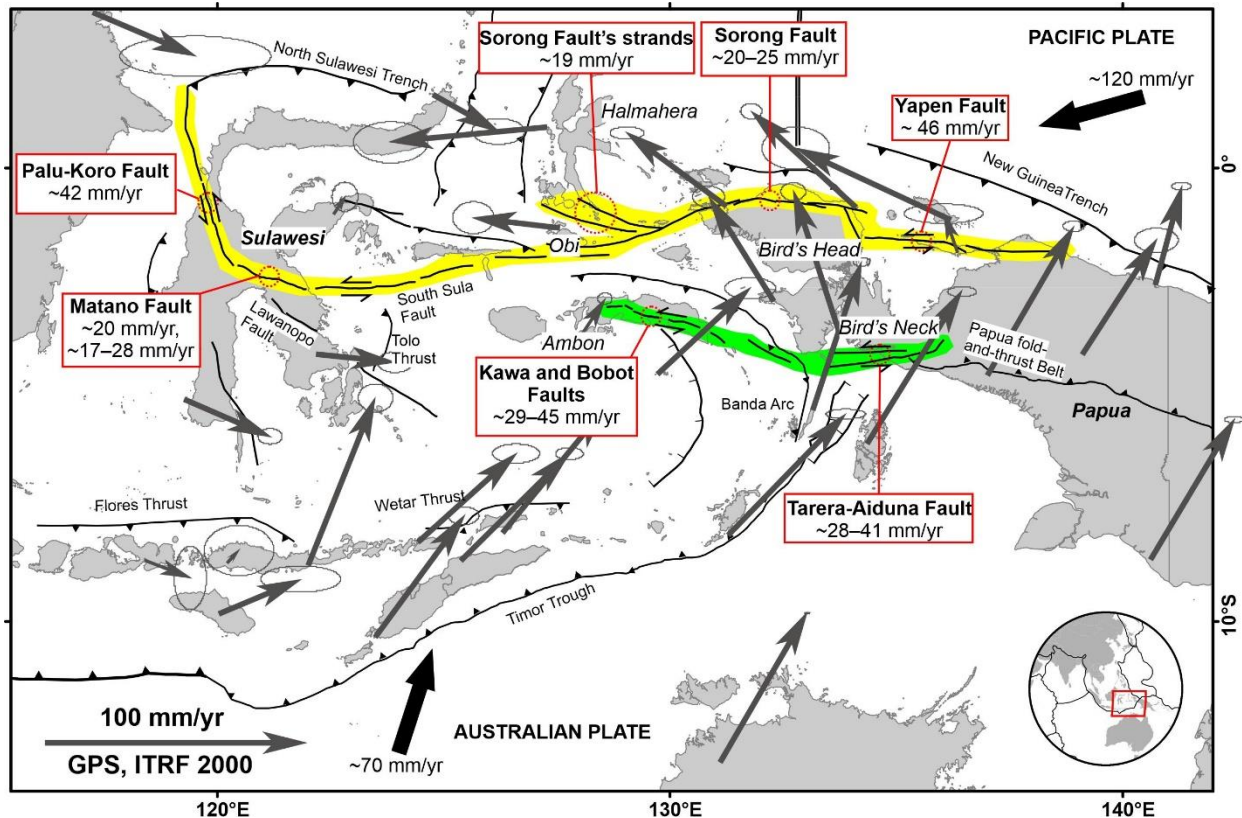 Sorong Fault's strands
~19 mm/yr
Sorong Fault
~20–25 mm/yr
PACIFIC PLATE
~120 mm/yr
North Sulawesi Trench
Halmahera
Yapen Fault
~ 46 mm/yr
New GuineaTrench
0°
Palu-Koro Fault
~42 mm/yr
Sulawesi
Obi
Bird's Head
Matano Fault
~20 mm/yr,
~17–28 mm/yr
South Sula
Fault
Lawanopo
Fault
Tolo
Thrust
Ambon
Bird's Neck
Papua fold-
and-thrust Belt
Kawa and Bobot
Faults
~29–45 mm/yr
Banda Arc
Papua
Flores Thrust
Wetar Thrust
Tarera-Aiduna Fault
~28–41 mm/yr
Timor Trough
10°S
100 mm/yr
GPS, ITRF 2000
AUSTRALIAN PLATE
~70 mm/yr
120°E
130°E
140°E